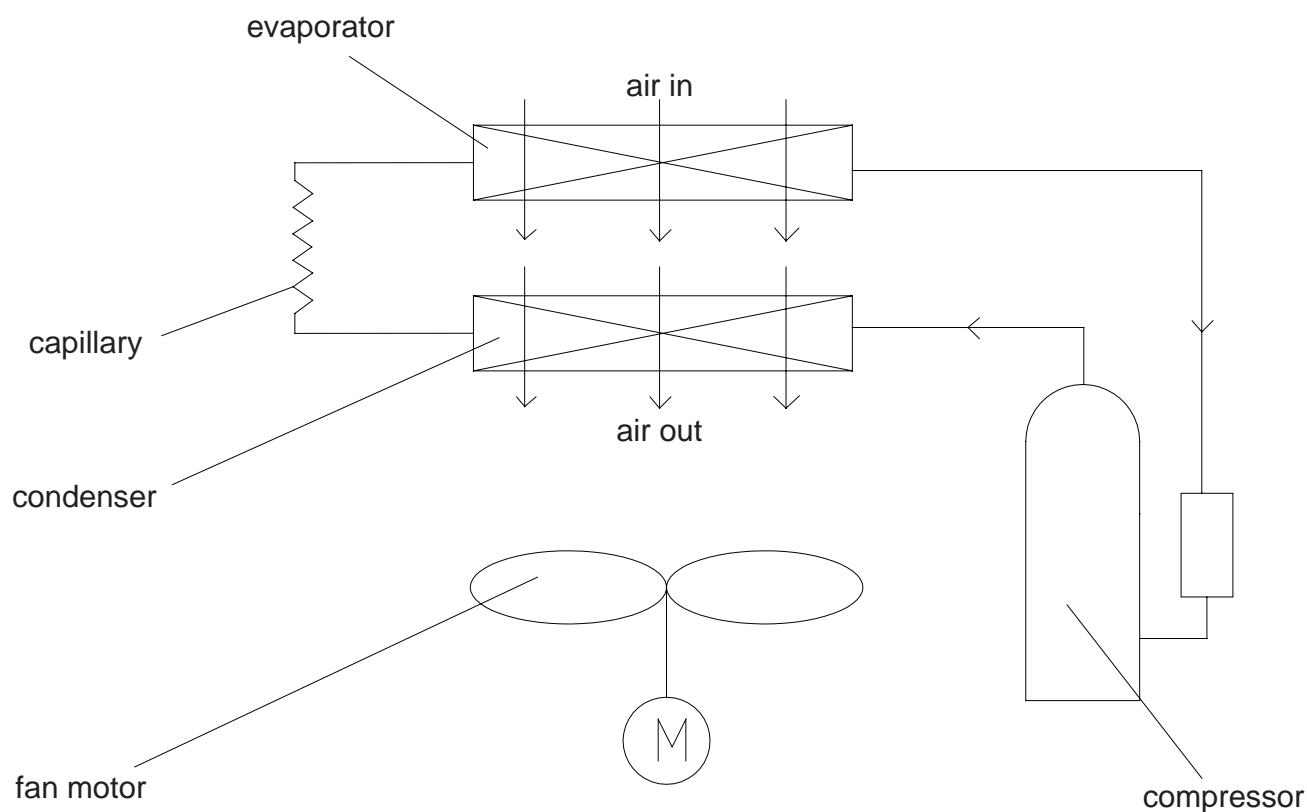 evaporator
air in
capillary
air out
condenser
M
fan motor
compressor